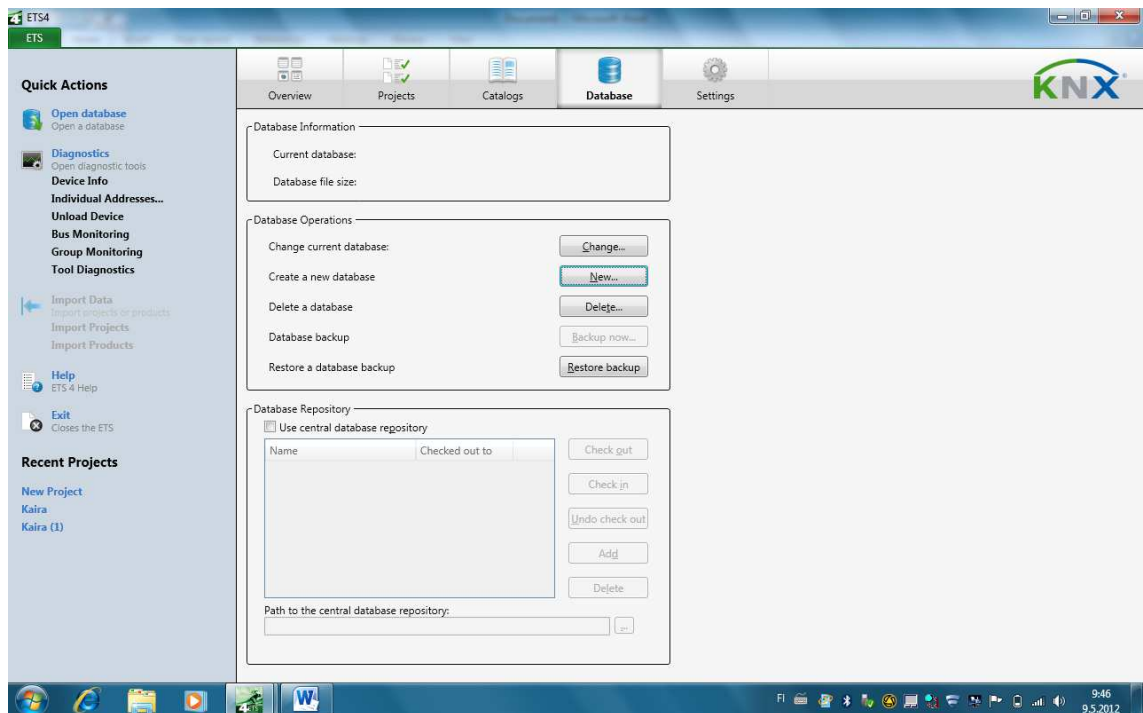 ETS4
ETS
Quick Actions
Open database
Open a database
Diagnostics
Open diagnostic tools
Device Info
Individual Addresses...
Unload Device
Bus Monitoring
Group Monitoring
Tool Diagnostics
Import Data
Import projects or products
Import Projects
Import Products
Help
ETS 4 Help
Exit
Closes the ETS
Recent Projects
New Project
Kaira
Kaira (1)
Overview Projects Catalogs Database Settings
KNX
Database Information
Current database:
Database file size:
Database Operations
Change current database: Change...
Create a new database New...
Delete a database Delete...
Database backup Backup now...
Restore a database backup Restore backup
Database Repository
Use central database repository
Name Checked out to
Check out
Check in
Undo check out
Add
Delete
Path to the central database repository:
...
FI
9:46
9.5.2012